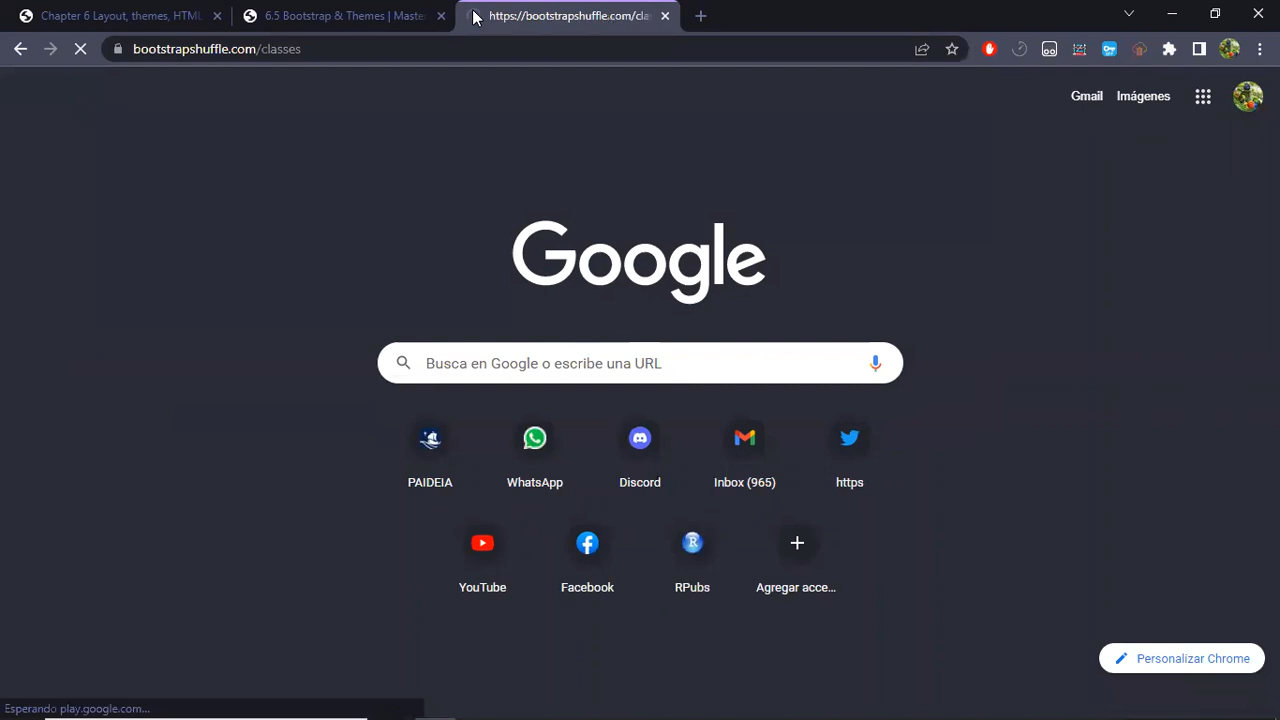 Chapter 6 Layout, themes, HTML
6.5 Bootstrap & Themes | Maste
https://bootstrapshuffle.com/cla
bootstrapshuffle.com/classes
Gmail
Imágenes
Google
Busca en Google o escribe una URL
PAIDEIA
WhatsApp
Discord
Inbox (965)
https
YouTube
Facebook
RPubs
Agregar acce...
Personalizar Chrome
Esperando play.google.com...